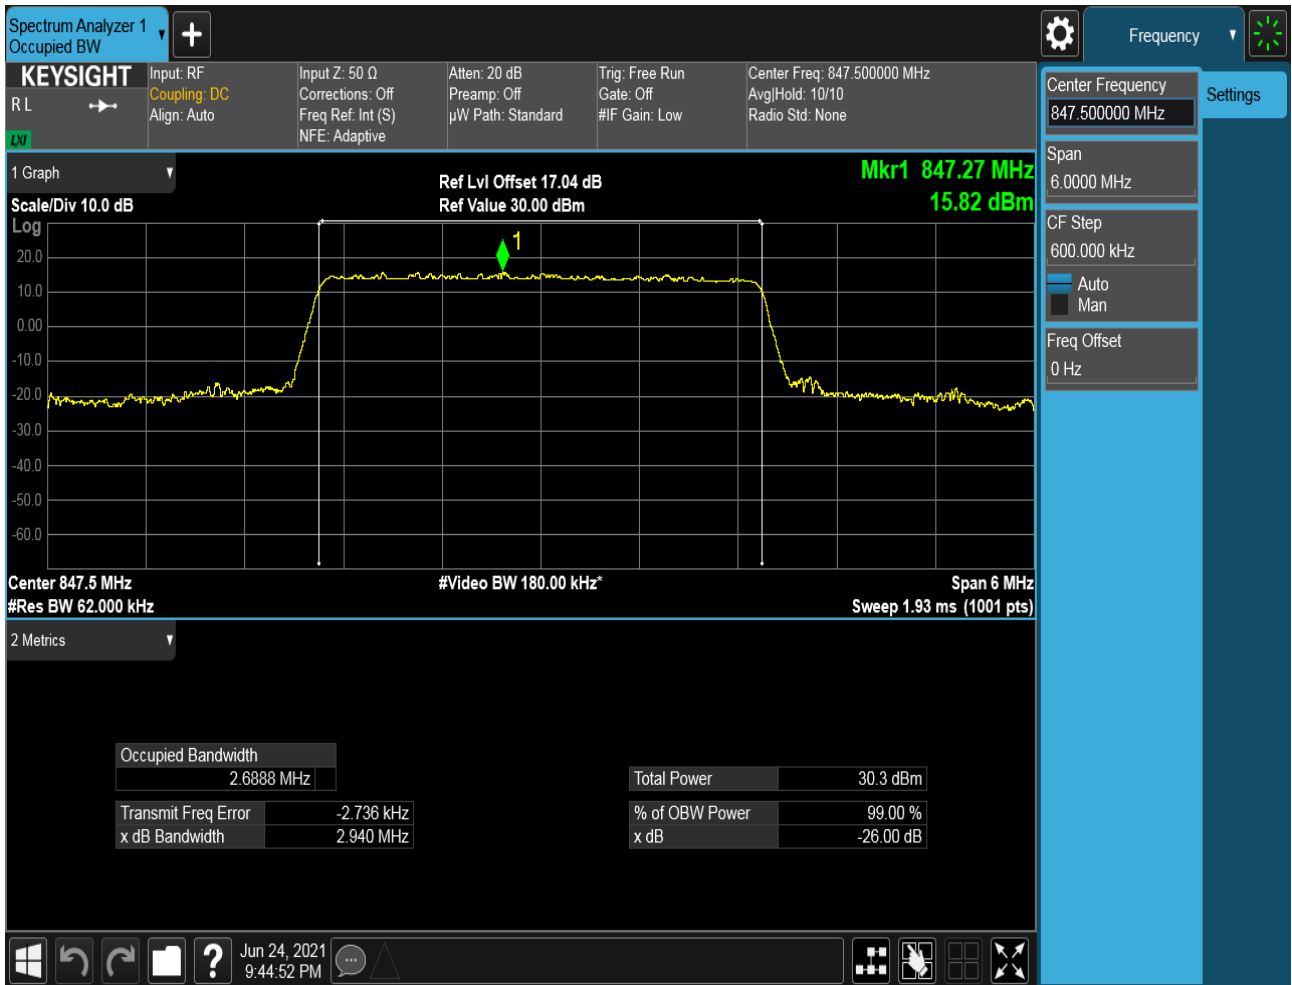 Spectrum Analyzer 1
Occupied BW
Frequency
KEYSIGHT
R L
LXI
Input: RF
Coupling: DC
Align: Auto
Input Z: 50 Ω
Corrections: Off
Freq Ref: Int (S)
NFE: Adaptive
Atten: 20 dB
Preamp: Off
µW Path: Standard
Trig: Free Run
Gate: Off
#IF Gain: Low
Center Freq: 847.500000 MHz
Avg|Hold: 10/10
Radio Std: None
Center Frequency
847.500000 MHz
Settings
Span
6.0000 MHz
CF Step
600.000 kHz
Auto
Man
Freq Offset
0 Hz
1 Graph
Scale/Div 10.0 dB
Ref Lvl Offset 17.04 dB
Ref Value 30.00 dBm
Mkr1 847.27 MHz
15.82 dBm
Log
1
20.0
10.0
0.00
-10.0
-20.0
-30.0
-40.0
-50.0
-60.0
Center 847.5 MHz
#Video BW 180.00 kHz*
Span 6 MHz
#Res BW 62.000 kHz
Sweep 1.93 ms (1001 pts)
2 Metrics
Occupied Bandwidth
2.6888 MHz
Total Power 30.3 dBm
Transmit Freq Error -2.736 kHz
% of OBW Power 99.00 %
x dB Bandwidth 2.940 MHz
x dB -26.00 dB
?
Jun 24, 2021
9:44:52 PM